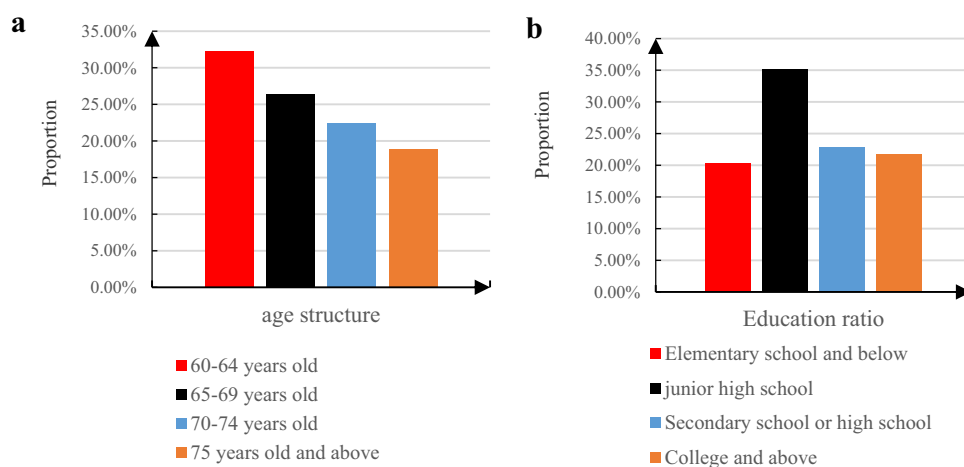 a
35.00%
30.00%
25.00%
20.00%
15.00%
10.00%
5.00%
0.00%
Proportion
age structure
60-64 years old
65-69 years old
70-74 years old
75 years old and above
b
40.00%
35.00%
30.00%
25.00%
20.00%
15.00%
10.00%
5.00%
0.00%
Proportion
Education ratio
Elementary school and below
junior high school
Secondary school or high school
College and above